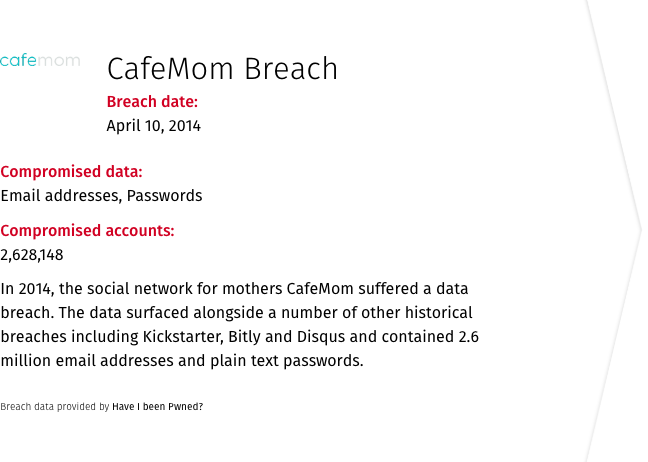 cafemom
CafeMom Breach
Breach date:
April 10, 2014
Compromised data:
Email addresses, Passwords
Compromised accounts:
2,628,148
In 2014, the social network for mothers CafeMom suffered a data
breach. The data surfaced alongside a number of other historical
breaches including Kickstarter, Bitly and Disqus and contained 2.6
million email addresses and plain text passwords.
Breach data provided by Have I been Pwned?